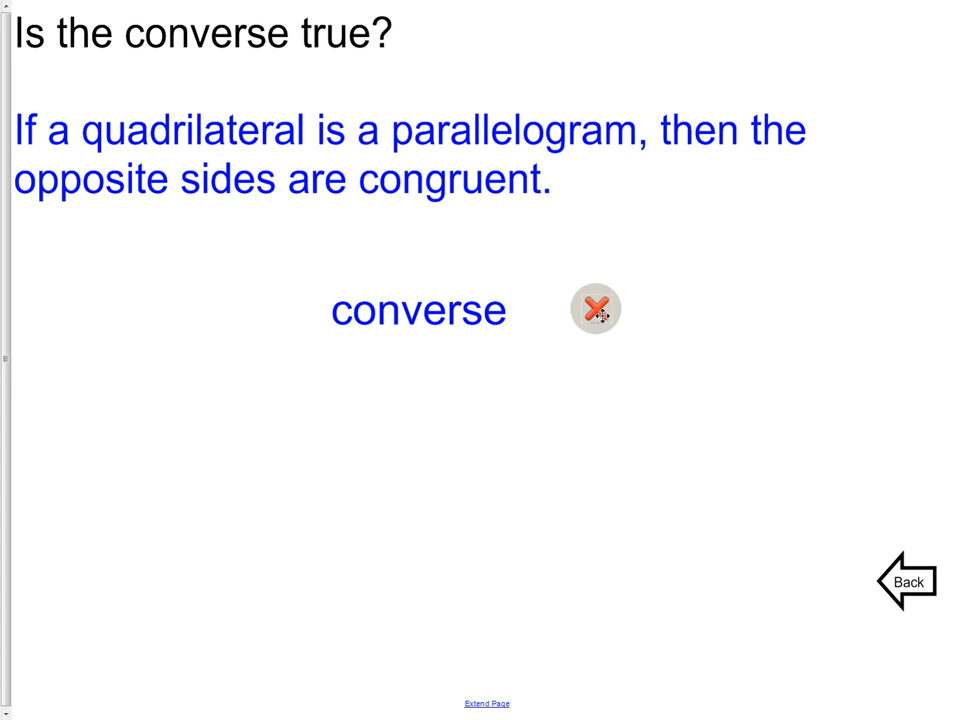 Is the converse true?
If a quadrilateral is a parallelogram, then the
opposite sides are congruent.
converse
Back
Extend Page